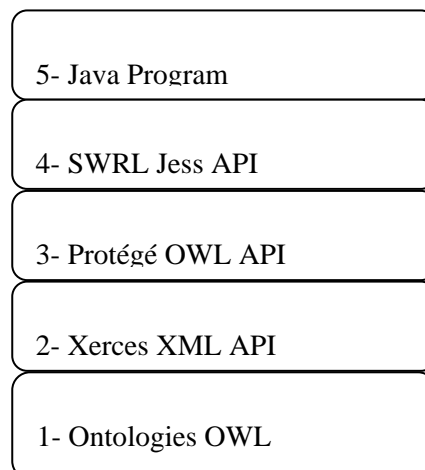 5- Java Program
4- SWRL Jess API
3- Protégé OWL API
2- Xerces XML API
1- Ontologies OWL